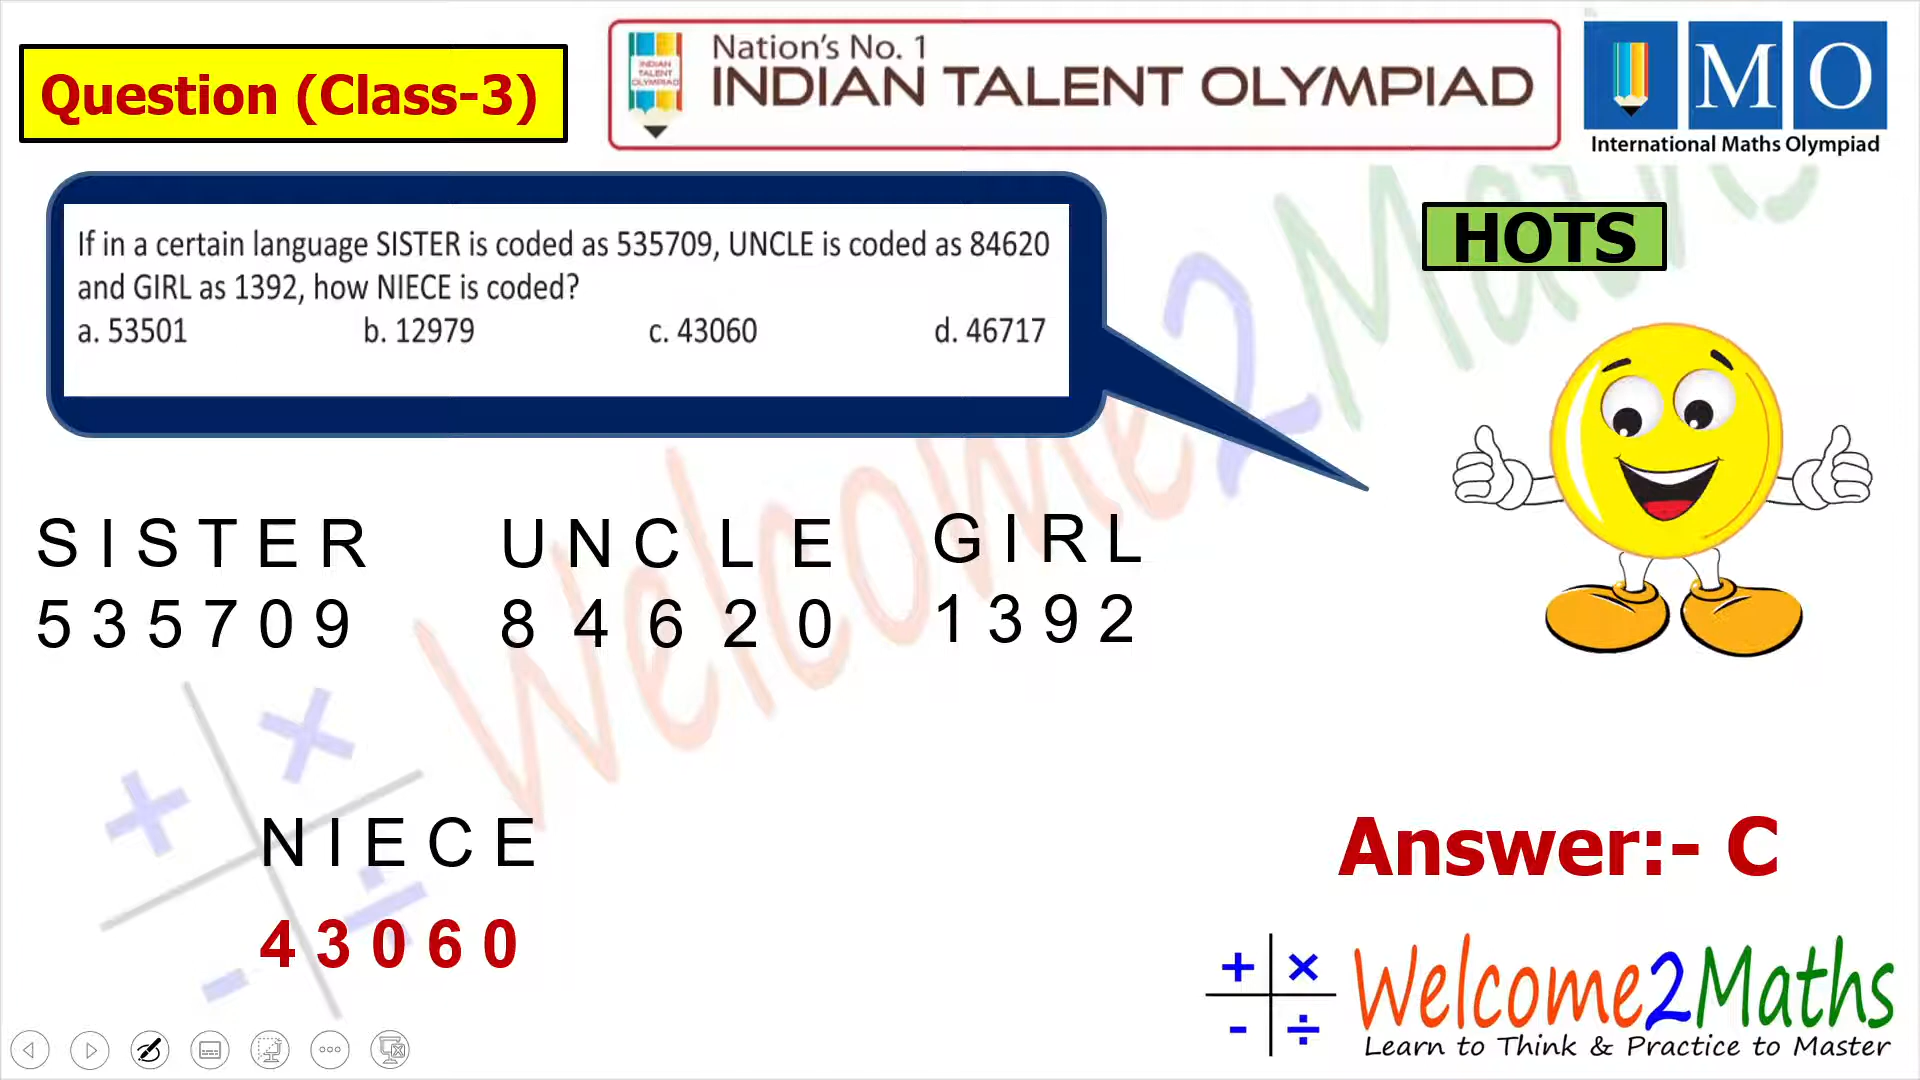 Question (Class-3)
Nation's No. 1
INDIAN TALENT OLYMPIAD
INDIAN
TALENT
OLYMPIAD
M O
International Maths Olympiad
If in a certain language SISTER is coded as 535709, UNCLE is coded as 84620
and GIRL as 1392, how NIECE is coded?
a. 53501 b. 12979 c. 43060 d. 46717
HOTS
Welcome2Maths
S I S T E R U N C L E G I R L
5 3 5 7 0 9 8 4 6 2 0 1 3 9 2
N I E C E
4 3 0 6 0
Answer:- C
+ ×
- ÷
Welcome2Maths
Learn to Think & Practice to Master